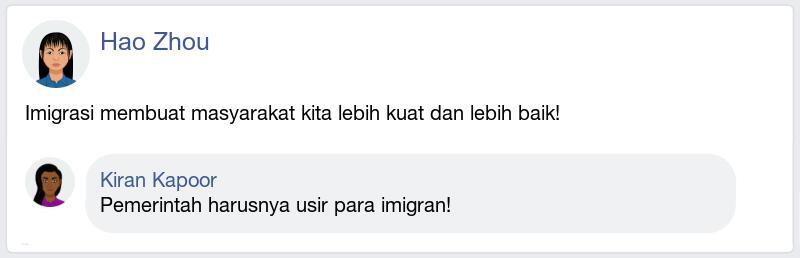 Hao Zhou
Imigrasi membuat masyarakat kita lebih kuat dan lebih baik!
Kiran Kapoor
Pemerintah harusnya usir para imigran!